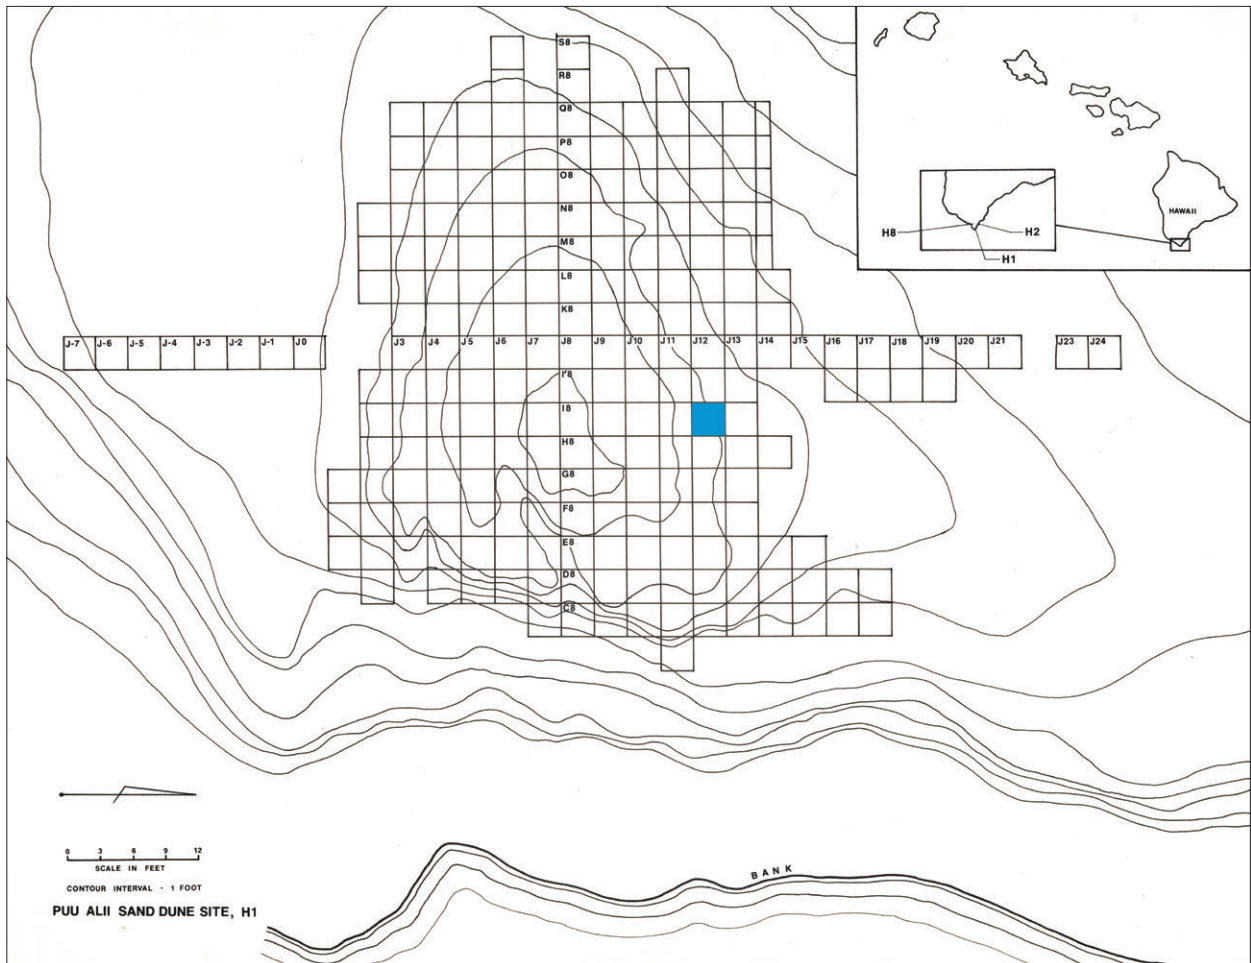 S8
R8
Q8
P8
O8
N8
M8
L8
K8
J-7 J-6 J-5 J-4 J-3 J-2 J-1 J0 J3 J4 J5 J6 J7 J8 J9 J10 J11 J12 J13 J14 J15 J16 J17 J18 J19 J20 J21 J23 J24
I'8
I8
H8
G8
F8
E8
D8
C8
HAWAII
H8
H2
H1
0 3 6 9 12
SCALE IN FEET
CONTOUR INTERVAL - 1 FOOT
PUU ALII SAND DUNE SITE, H1
BANK